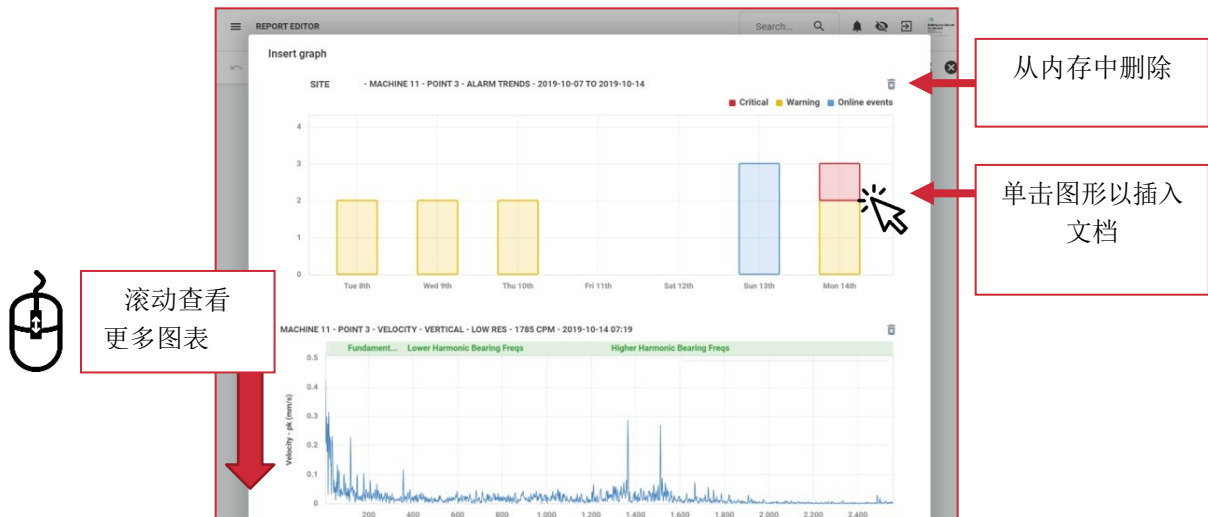 REPORT EDITOR
Search...
Insert graph
从内存中删除
SITE - MACHINE 11 - POINT 3 - ALARM TRENDS - 2019-10-07 TO 2019-10-14
Critical Warning Online events
4
3
2
1
0
Tue 8th Wed 9th Thu 10th Fri 11th Sat 12th Sun 13th Mon 14th
单击图形以插入
文档
滚动查看
更多图表
MACHINE 11 - POINT 3 - VELOCITY - VERTICAL - LOW RES - 1785 CPM - 2019-10-14 07:19
Fundament... Lower Harmonic Bearing Freqs Higher Harmonic Bearing Freqs
Velocity - pk (mm/s)
0.5
0.4
0.3
0.2
0.1
0
200 400 600 800 1.000 1.200 1.400 1.600 1.800 2.000 2.200 2.400